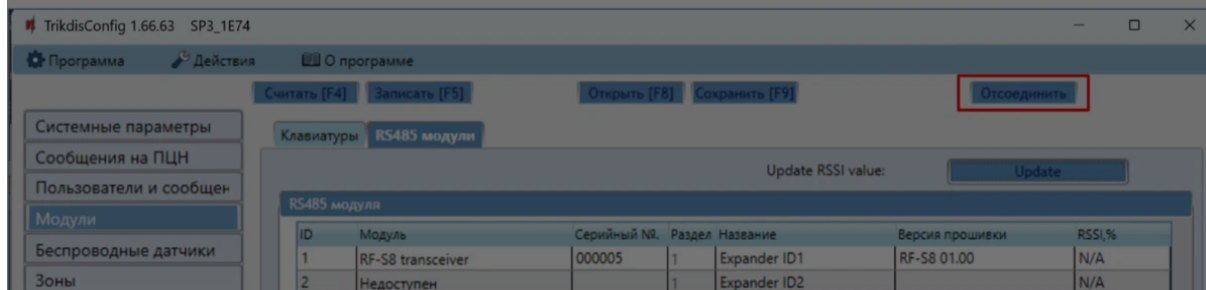 TrikdisConfig 1.66.63 SP3_1E74
Программа Действия О программе
Считать [F4] Записать [F5] Открыть [F8] Сохранить [F9] Отсоединить
Системные параметры
Сообщения на ПЦН
Пользователи и сообщен
Модули
Беспроводные датчики
Зоны
Клавиатуры RS485 модули
Update RSSI value: Update
RS485 модуля
ID Модуль Серийный №. Раздел Название Версия прошивки RSSI,%
1 RF-S8 transceiver 000005 1 Expander ID1 RF-S8 01.00 N/A
2 Недоступен 1 Expander ID2 N/A